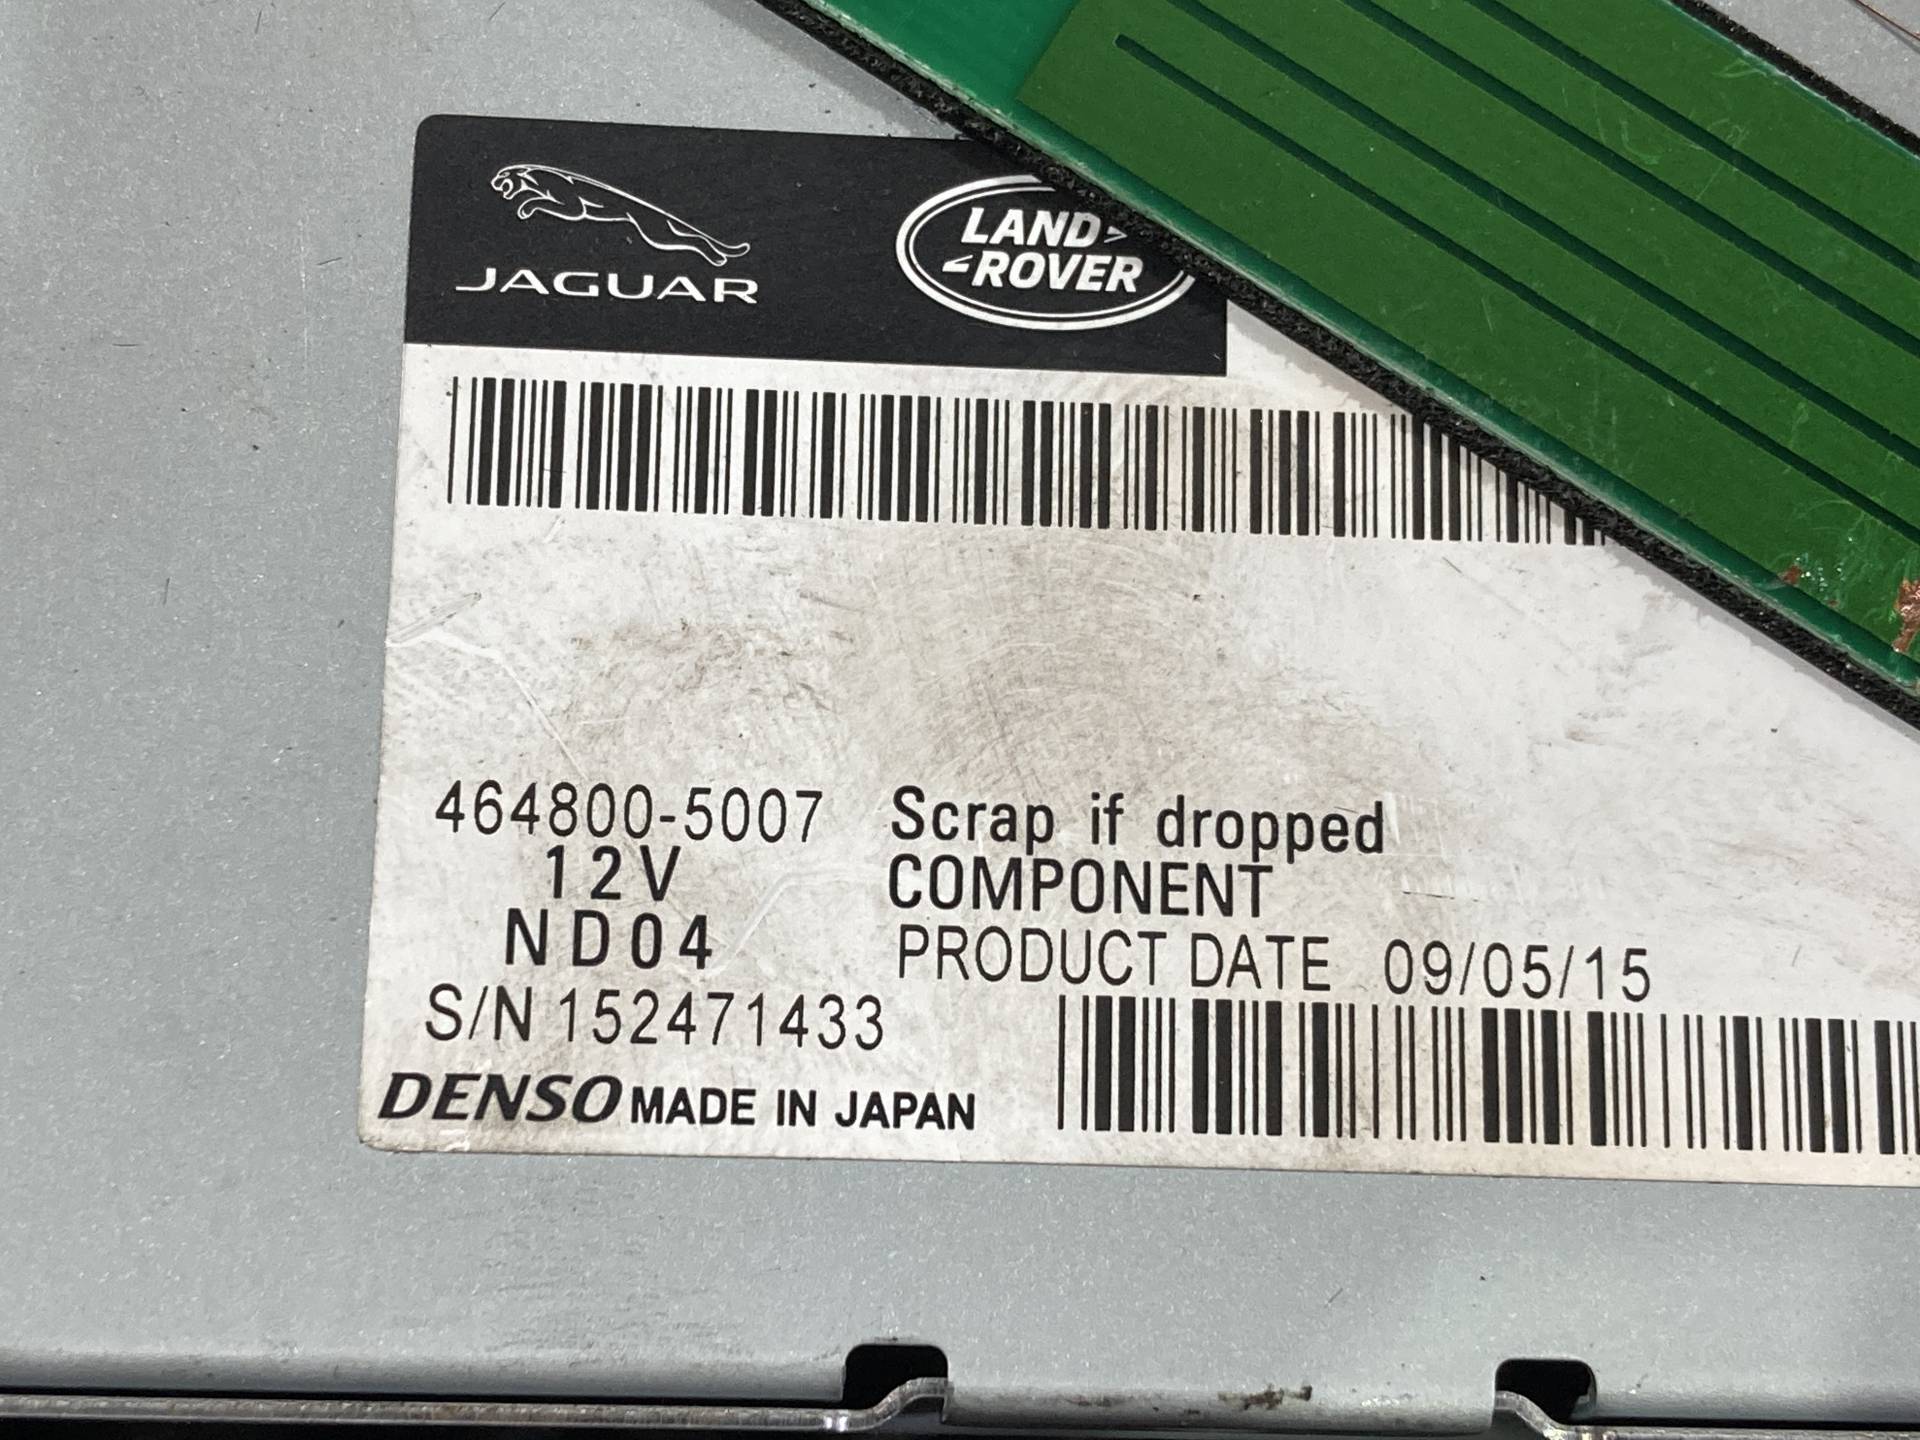 JAGUAR
LAND-
-ROVER
464800-5007 Scrap if dropped
12V COMPONENT
ND04 PRODUCT DATE 09/05/15
S/N 152471433
DENSO MADE IN JAPAN